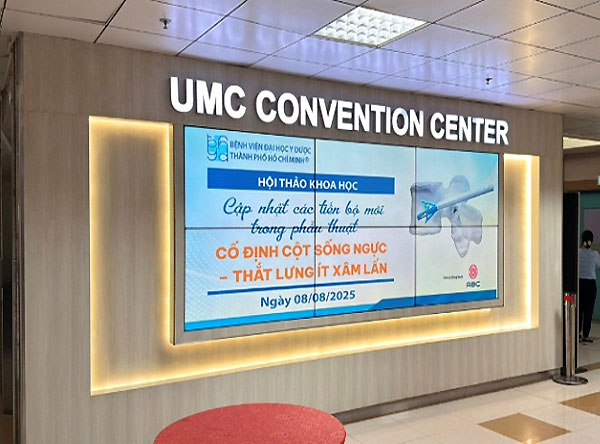 UMC CONVENTION CENTER
BỆNH VIỆN ĐẠI HỌC Y DƯỢC
THÀNH PHỐ HỒ CHÍ MINH®
HỘI THẢO KHOA HỌC
Cập nhật các tiến bộ mới
trong phẫu thuật
CỐ ĐỊNH CỘT SỐNG NGỰC
– THẮT LƯNG ÍT XÂM LẤN
Ngày 08/08/2025